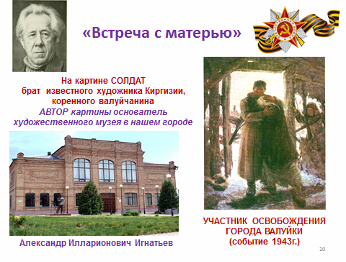 «Встреча с матерью»
На картине СОЛДАТ
брат известного художника Киргизии,
коренного валуйчанина
АВТОР картины основатель
художественного музея в нашем городе
Александр Илларионович Игнатьев
УЧАСТНИК ОСВОБОЖДЕНИЯ
ГОРОДА ВАЛУЙКИ
(событие 1943г.)
20